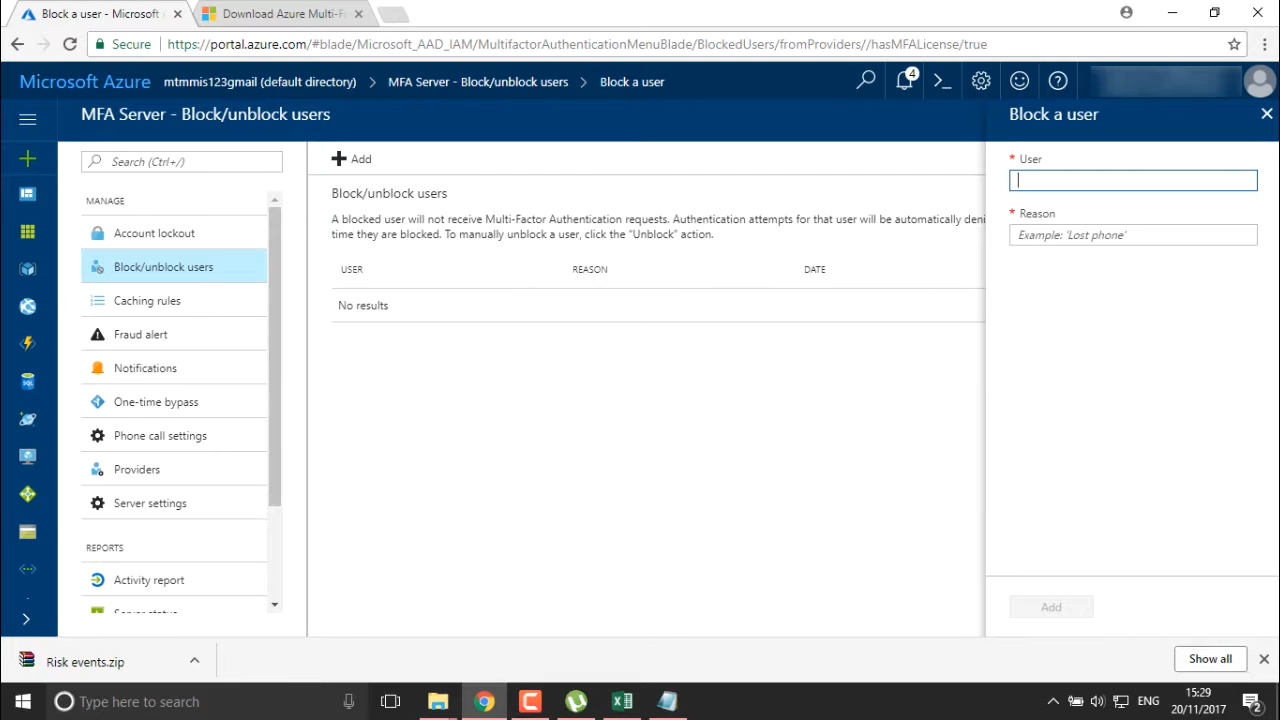 Block a user - Microsoft A
Download Azure Multi-F
Secure
https://portal.azure.com/#blade/Microsoft_AAD_IAM/MultifactorAuthenticationMenuBlade/BlockedUsers/fromProviders//hasMFALicense/true
Microsoft Azure mtmmis123gmail (default directory) > MFA Server - Block/unblock users > Block a user
4
MFA Server - Block/unblock users
Block a user
Search (Ctrl+/)
MANAGE
Account lockout
Block/unblock users
Caching rules
Fraud alert
Notifications
One-time bypass
Phone call settings
Providers
Server settings
REPORTS
Activity report
Server status
Add
Block/unblock users
A blocked user will not receive Multi-Factor Authentication requests. Authentication attempts for that user will be automatically deni
time they are blocked. To manually unblock a user, click the "Unblock" action.
USER REASON DATE
No results
* User
* Reason
Example: 'Lost phone'
Add
SQL
Risk events.zip
Show all
Type here to search
ENG
15:29
20/11/2017
2